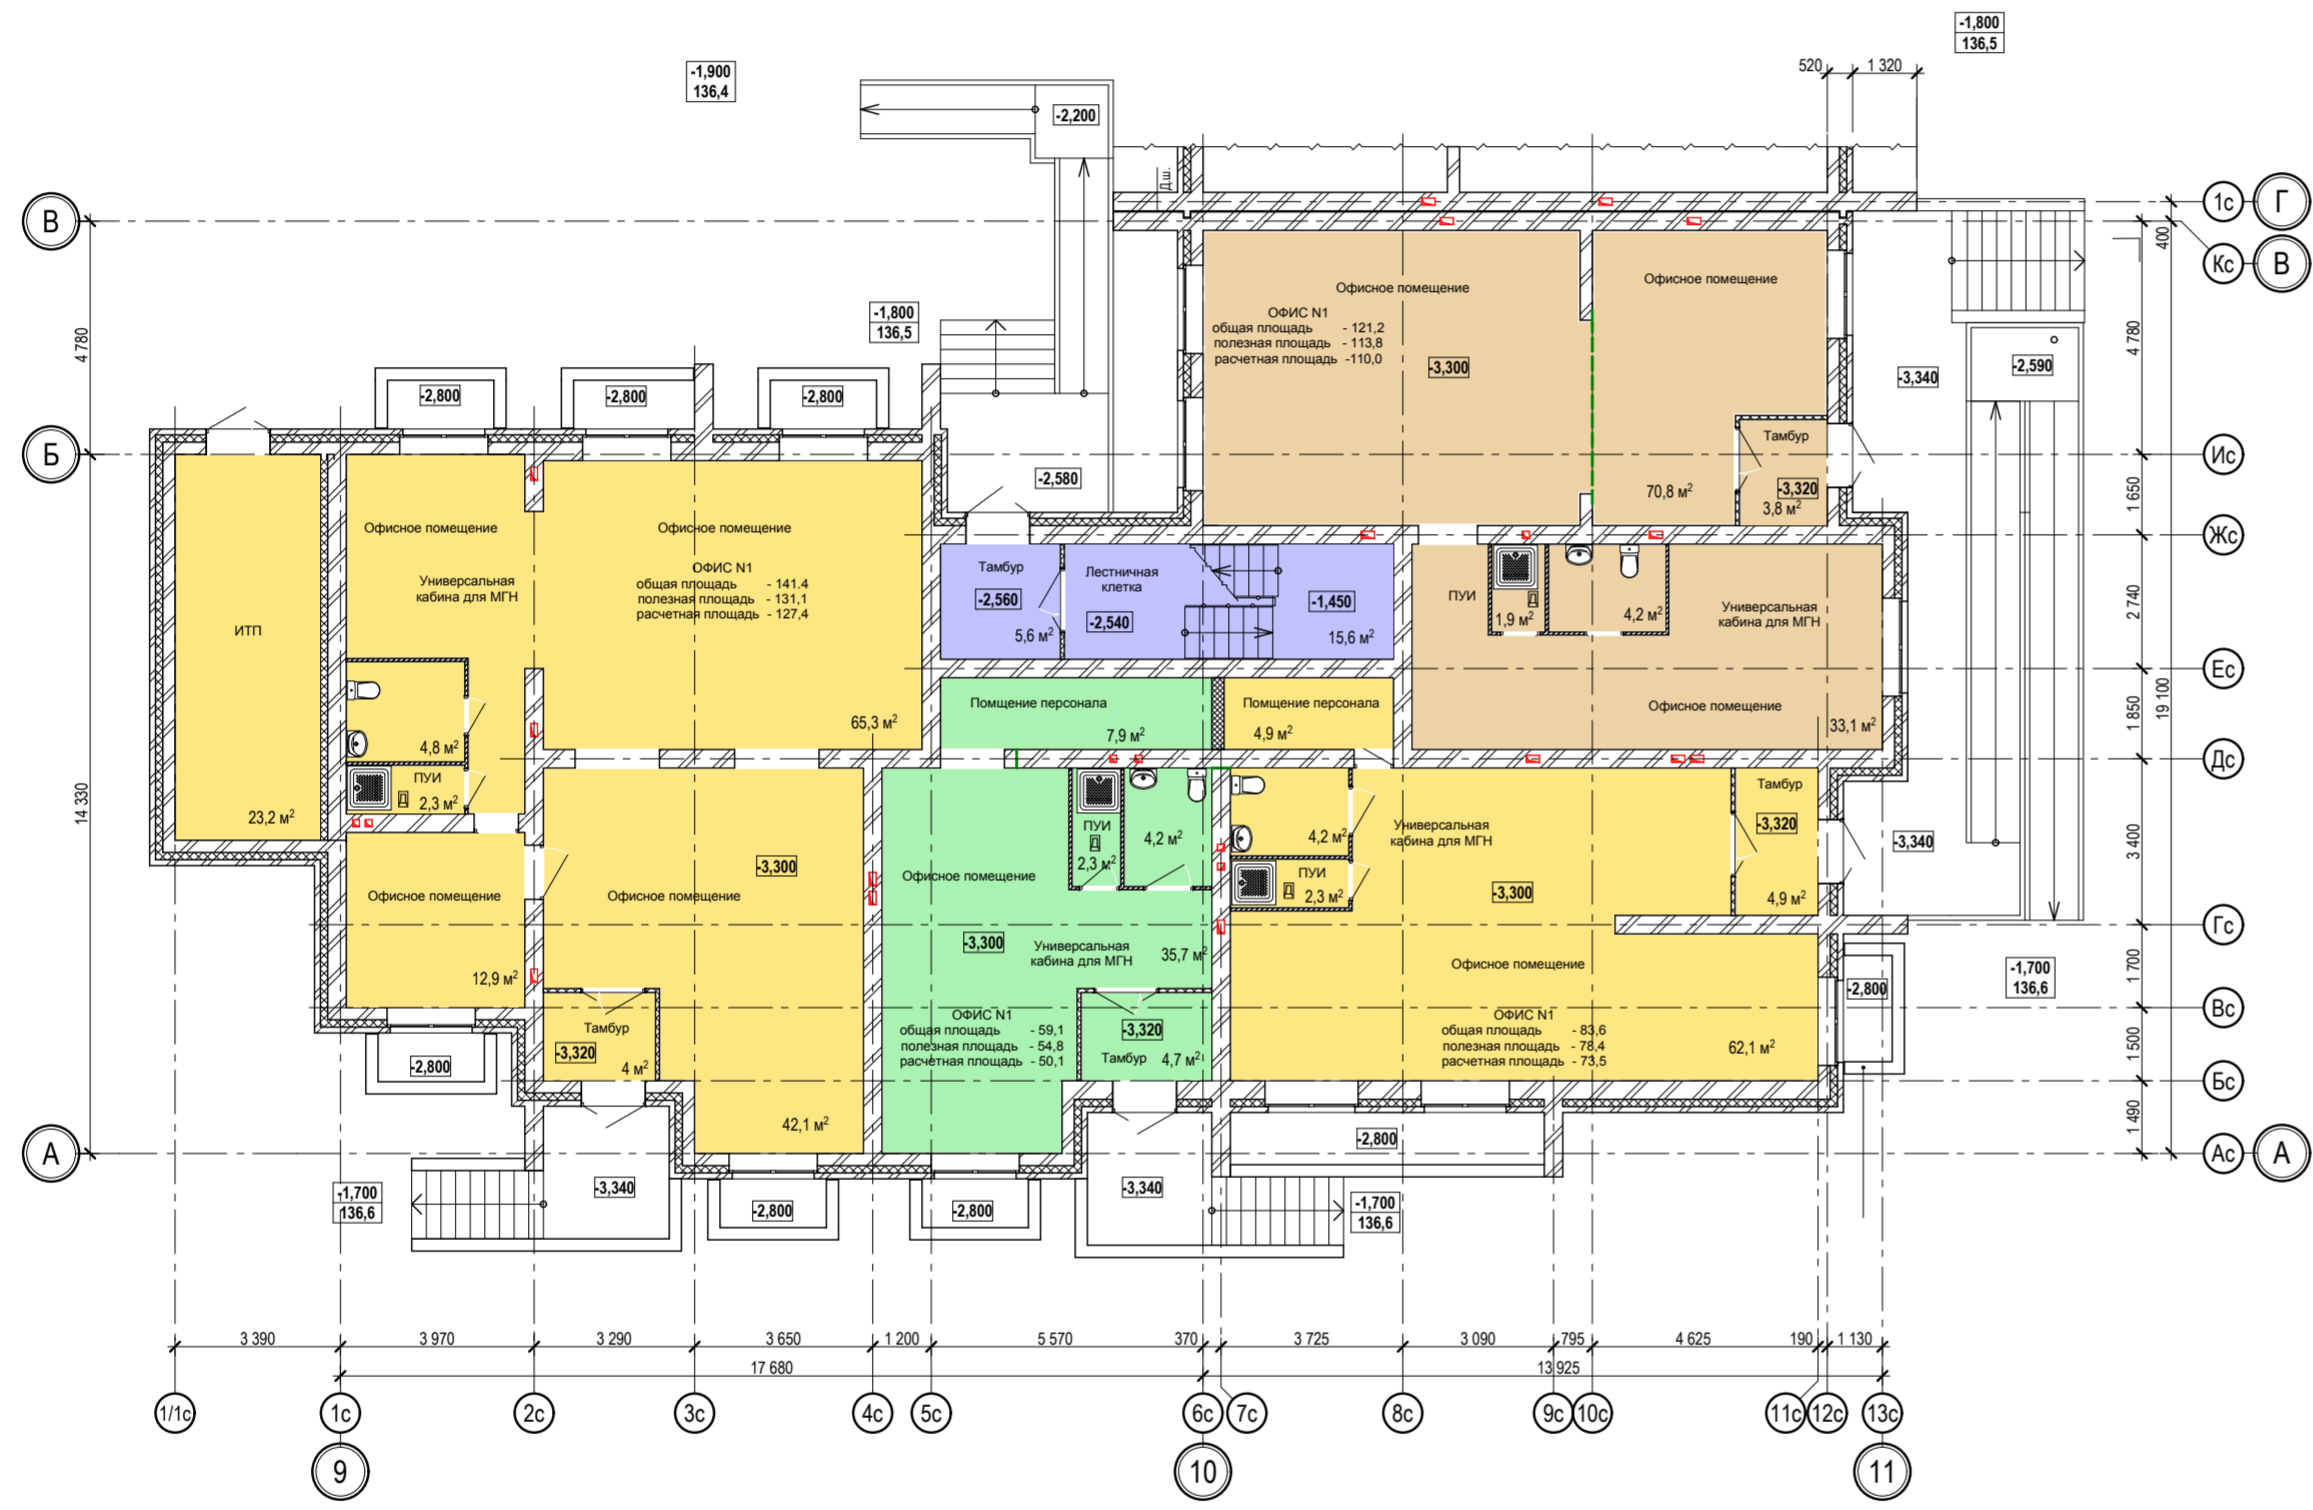 -1,800
136,5
-1,900
136,4
520
1 320
-2,200
Д.ш.
В
1с
Г
400
Кс
В
4 780
-1,800
136,5
Офисное помещение
ОФИС N1
общая площадь - 121,2
полезная площадь - 113,8
расчетная площадь -110,0
-3,300
Офисное помещение
4 780
-3,340
-2,590
-2,800
-2,800
-2,800
Б
-2,580
Тамбур
70,8 м²
-3,320
3,8 м²
Ис
1 650
Жс
Офисное помещение
Универсальная
кабина для МГН
Офисное помещение
ОФИС N1
общая площадь - 141.4
полезная площадь - 131,1
расчетная площадь - 127,4
65,3 м²
ИТП
23,2 м²
4,8 м²
ПУИ
2,3 м²
Тамбур
-2,560
5,6 м²
Лестничная
клетка
-2,540
-1,450
15,6 м²
ПУИ
1,9 м²
4,2 м²
Универсальная
кабина для МГН
Офисное помещение
33,1 м²
2 740
Ес
1 850
19 100
Дс
Помщение персонала
7,9 м²
Помщение персонала
4,9 м²
14 330
Офисное помещение
12,9 м²
-3,300
Офисное помещение
42,1 м²
Тамбур
-3,320
4 м²
ПУИ
2,3 м²
4,2 м²
Офисное помещение
-3,300
Универсальная
кабина для МГН
35,7 м²
ОФИС N1
общая площадь - 59,1
полезная площадь - 54,8
расчетная площадь - 50,1
-3,320
Тамбур 4,7 м²
4,2 м²
Универсальная
кабина для МГН
ПУИ
2,3 м²
-3,300
Тамбур
-3,320
4,9 м²
-3,340
Офисное помещение
ОФИС N1
общая площадь - 83,6
полезная площадь - 78,4
расчетная площадь - 73,5
62,1 м²
3 400
Гс
1 700
-1,700
136,6
-2,800
Вс
1 500
Бс
1 490
-2,800
-2,800
А
Ас
А
-1,700
136,6
-3,340
-2,800
-2,800
-3,340
-1,700
136,6
3 390
3 970
3 290
3 650
1 200
5 570
370
3 725
3 090
795
4 625
190
1 130
17 680
13 925
1/1с
1с
2с
3с
4с
5с
6с
7с
8с
9с
10с
11с
12с
13с
9
10
11